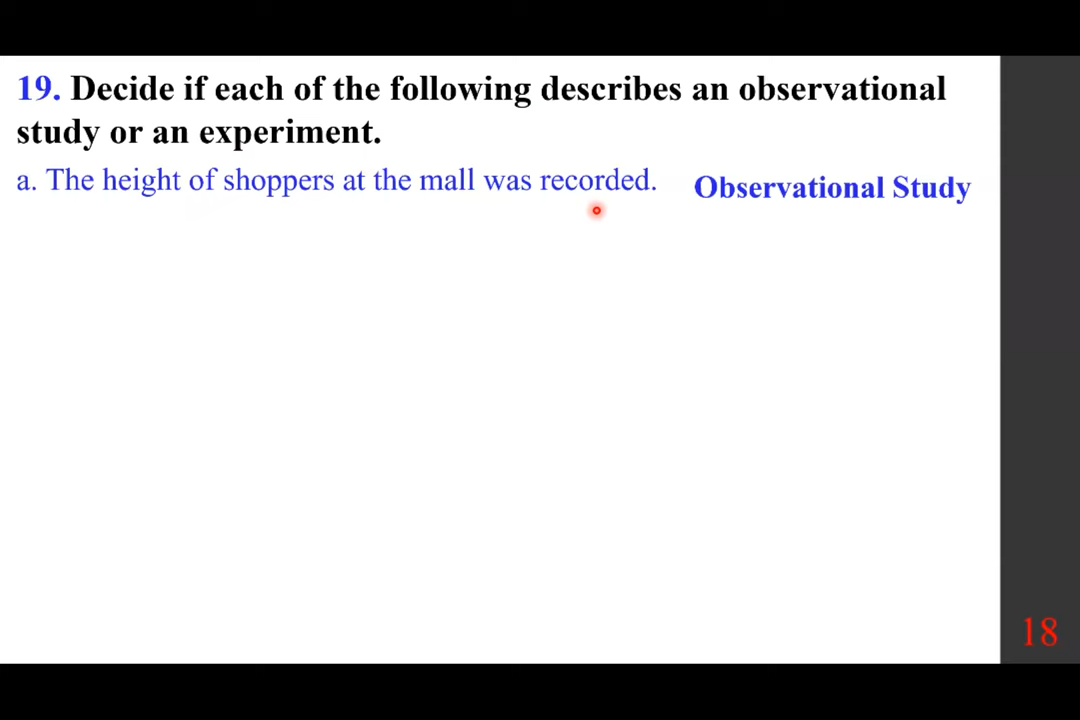 19. Decide if each of the following describes an observational
study or an experiment.
a. The height of shoppers at the mall was recorded. Observational Study
18